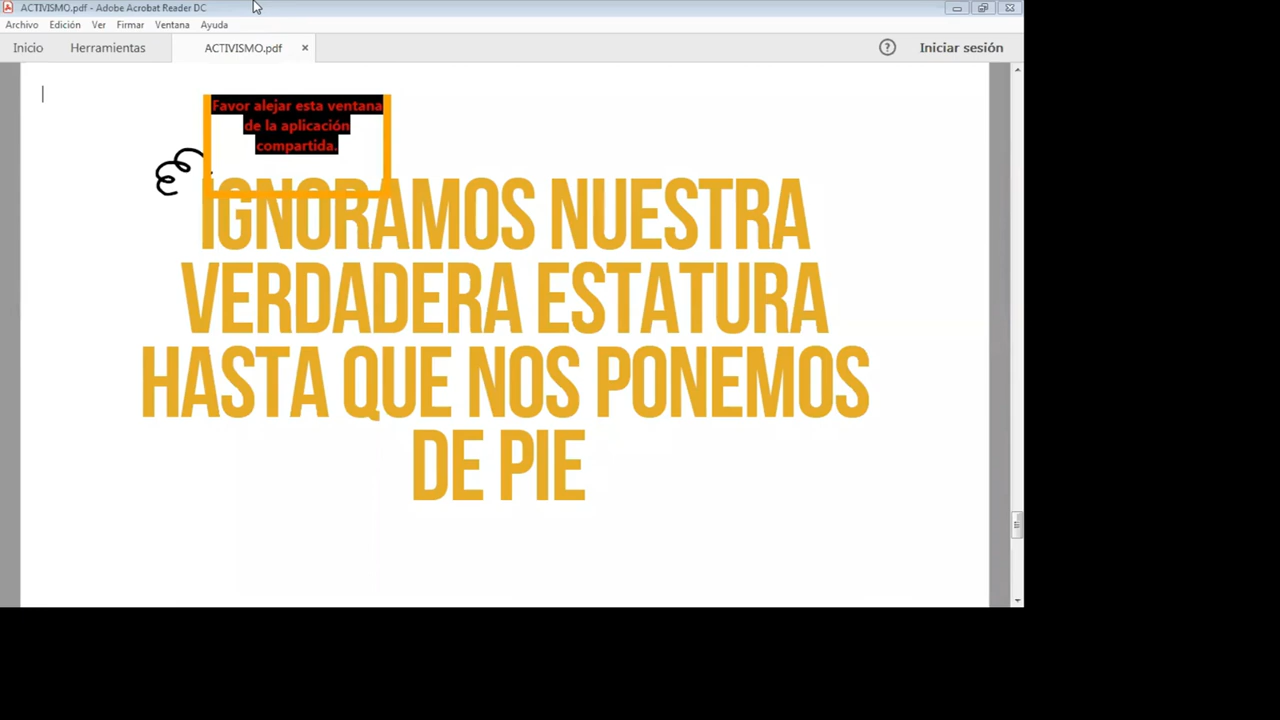 ACTIVISMO.pdf - Adobe Acrobat Reader DC
Archivo Edición Ver Firmar Ventana Ayuda
Inicio Herramientas ACTIVISMO.pdf × ? Iniciar sesión
Favor alejar esta ventana
de la aplicación
compartida.
IGNORAMOS NUESTRA
VERDADERA ESTATURA
HASTA QUE NOS PONEMOS
DE PIE